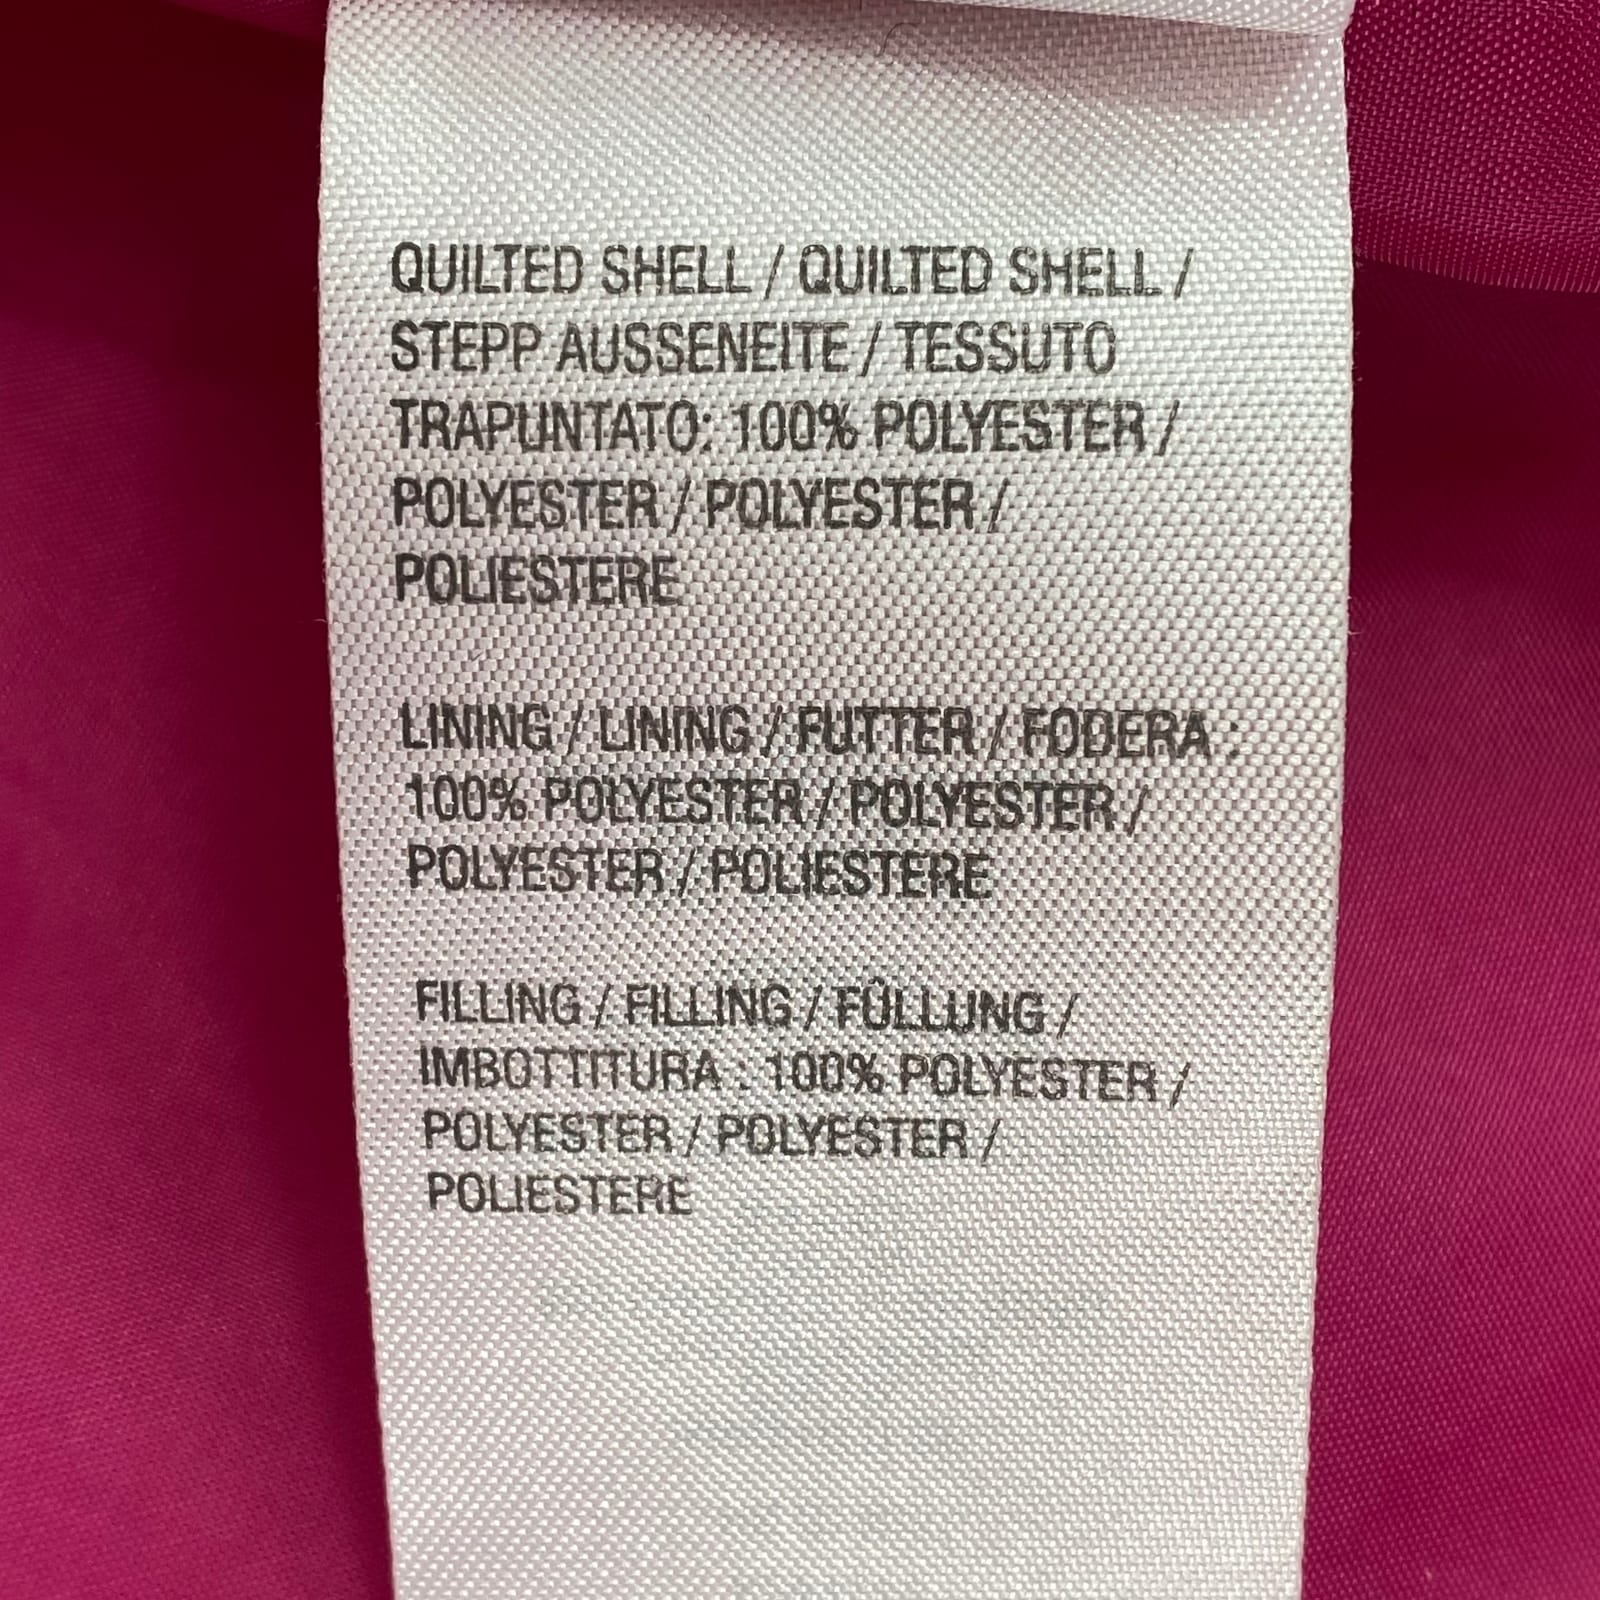 QUILTED SHELL / QUILTED SHELL /
STEPP AUSSENEITE / TESSUTO
TRAPUNTATO: 100% POLYESTER /
POLYESTER / POLYESTER /
POLIESTERE
LINING / LINING / FUTTER / FODERA :
100% POLYESTER / POLYESTER /
POLYESTER / POLIESTERE
FILLING / FILLING / FÜLLUNG /
IMBOTTITURA : 100% POLYESTER /
POLYESTER / POLYESTER /
POLIESTERE